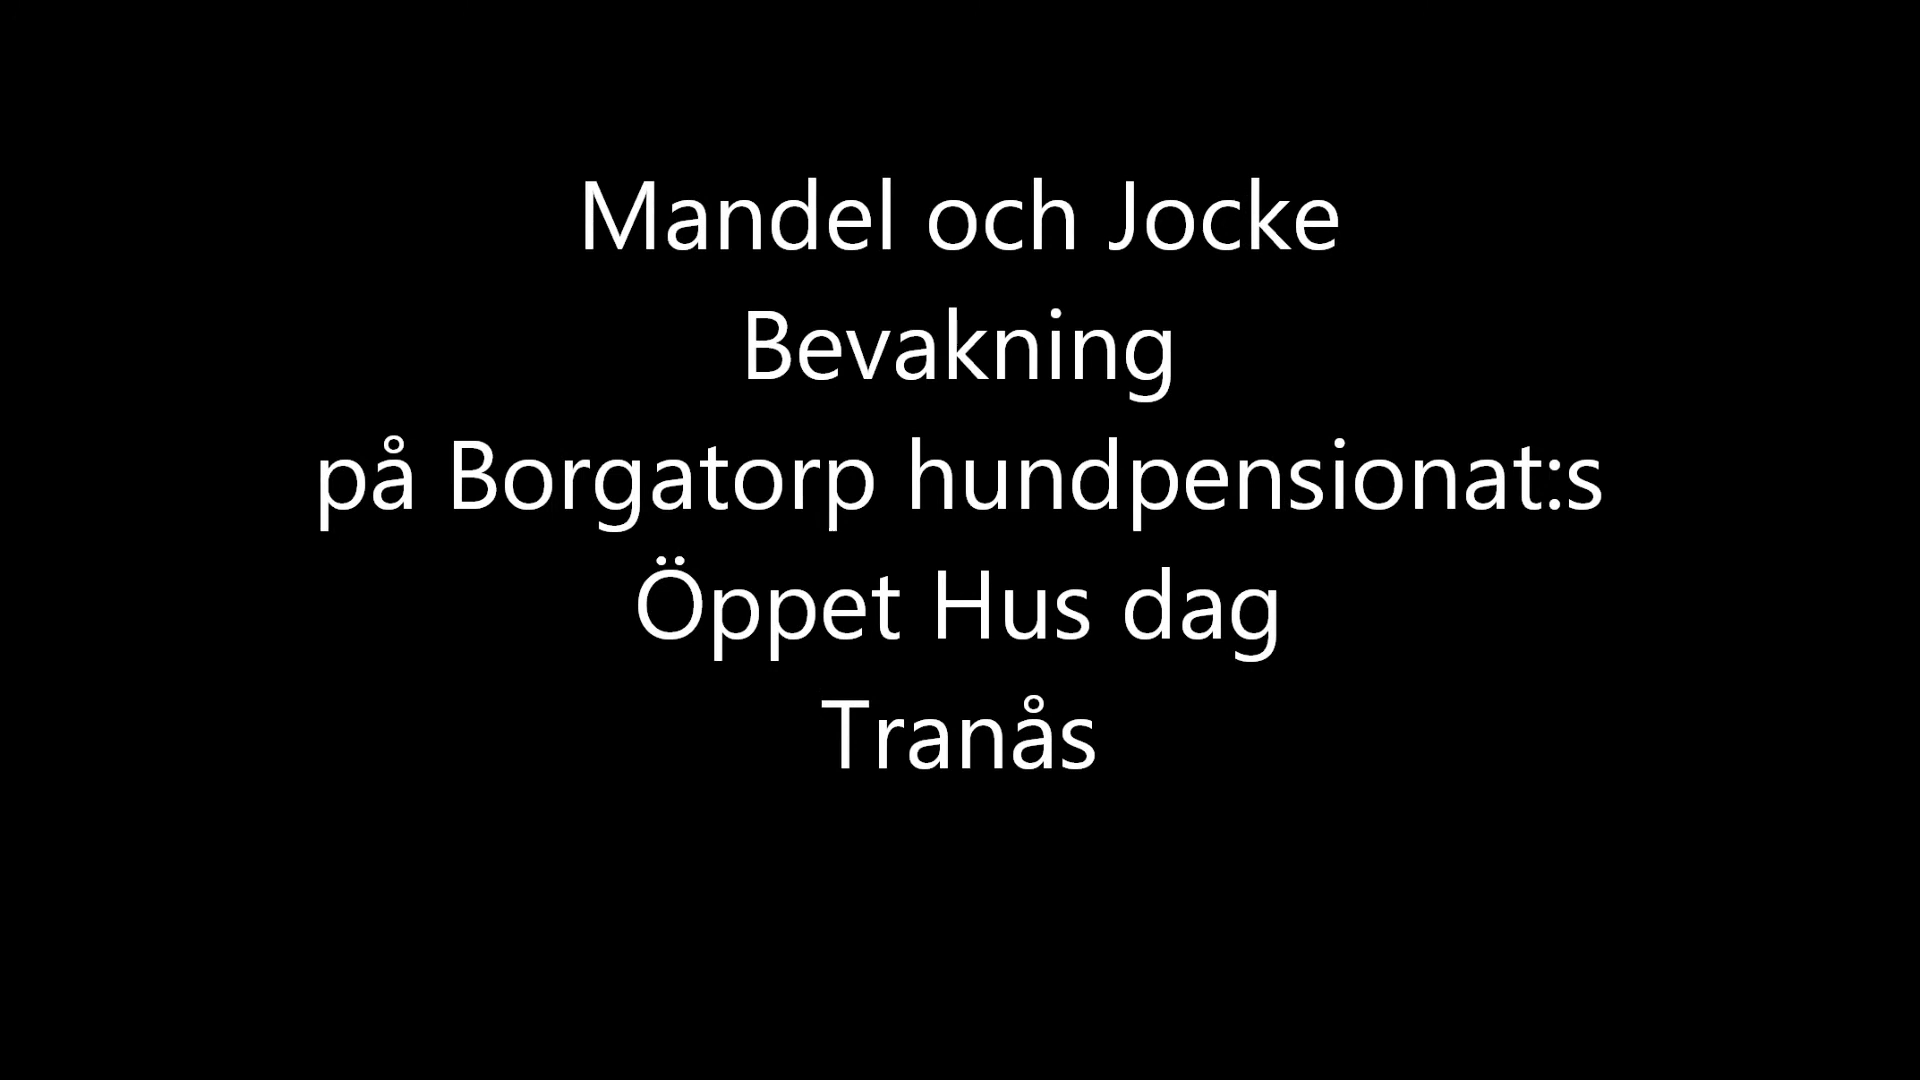 Mandel och Jocke
Bevakning
på Borgatorp hundpensionat:s
Öppet Hus dag
Tranås